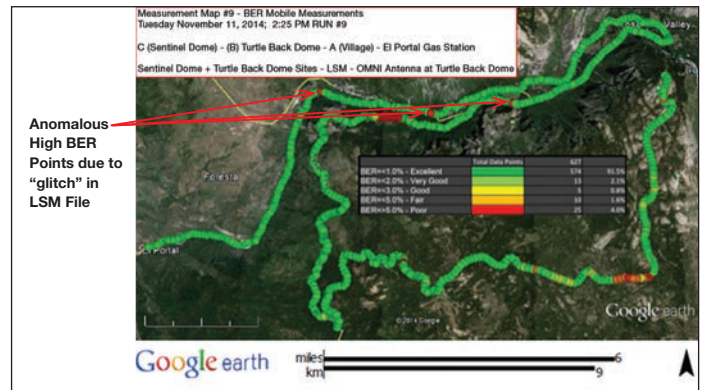 Measurement Map #9 - BER Mobile Measurements
Tuesday November 11, 2014; 2:25 PM RUN #9
C (Sentinel Dome) - (B) Turtle Back Dome - A (Village) - El Portal Gas Station
Sentinel Dome + Turtle Back Dome Sites - LSM - OMNI Antenna at Turtle Back Dome
Valley
Anomalous
High BER
Points due to
“glitch” in
LSM File
Foresta
Total Data Points 627
BER=<1.0% - Excellent 574 91.5%
BER=<2.0% - Very Good 13 2.1%
BER=<3.0% - Good 5 0.8%
BER=<5.0% - Fair 10 1.6%
BER=>5.0% - Poor 25 4.0%
El Portal
©2014 Google
Google earth
Google earth
miles 6
km 9